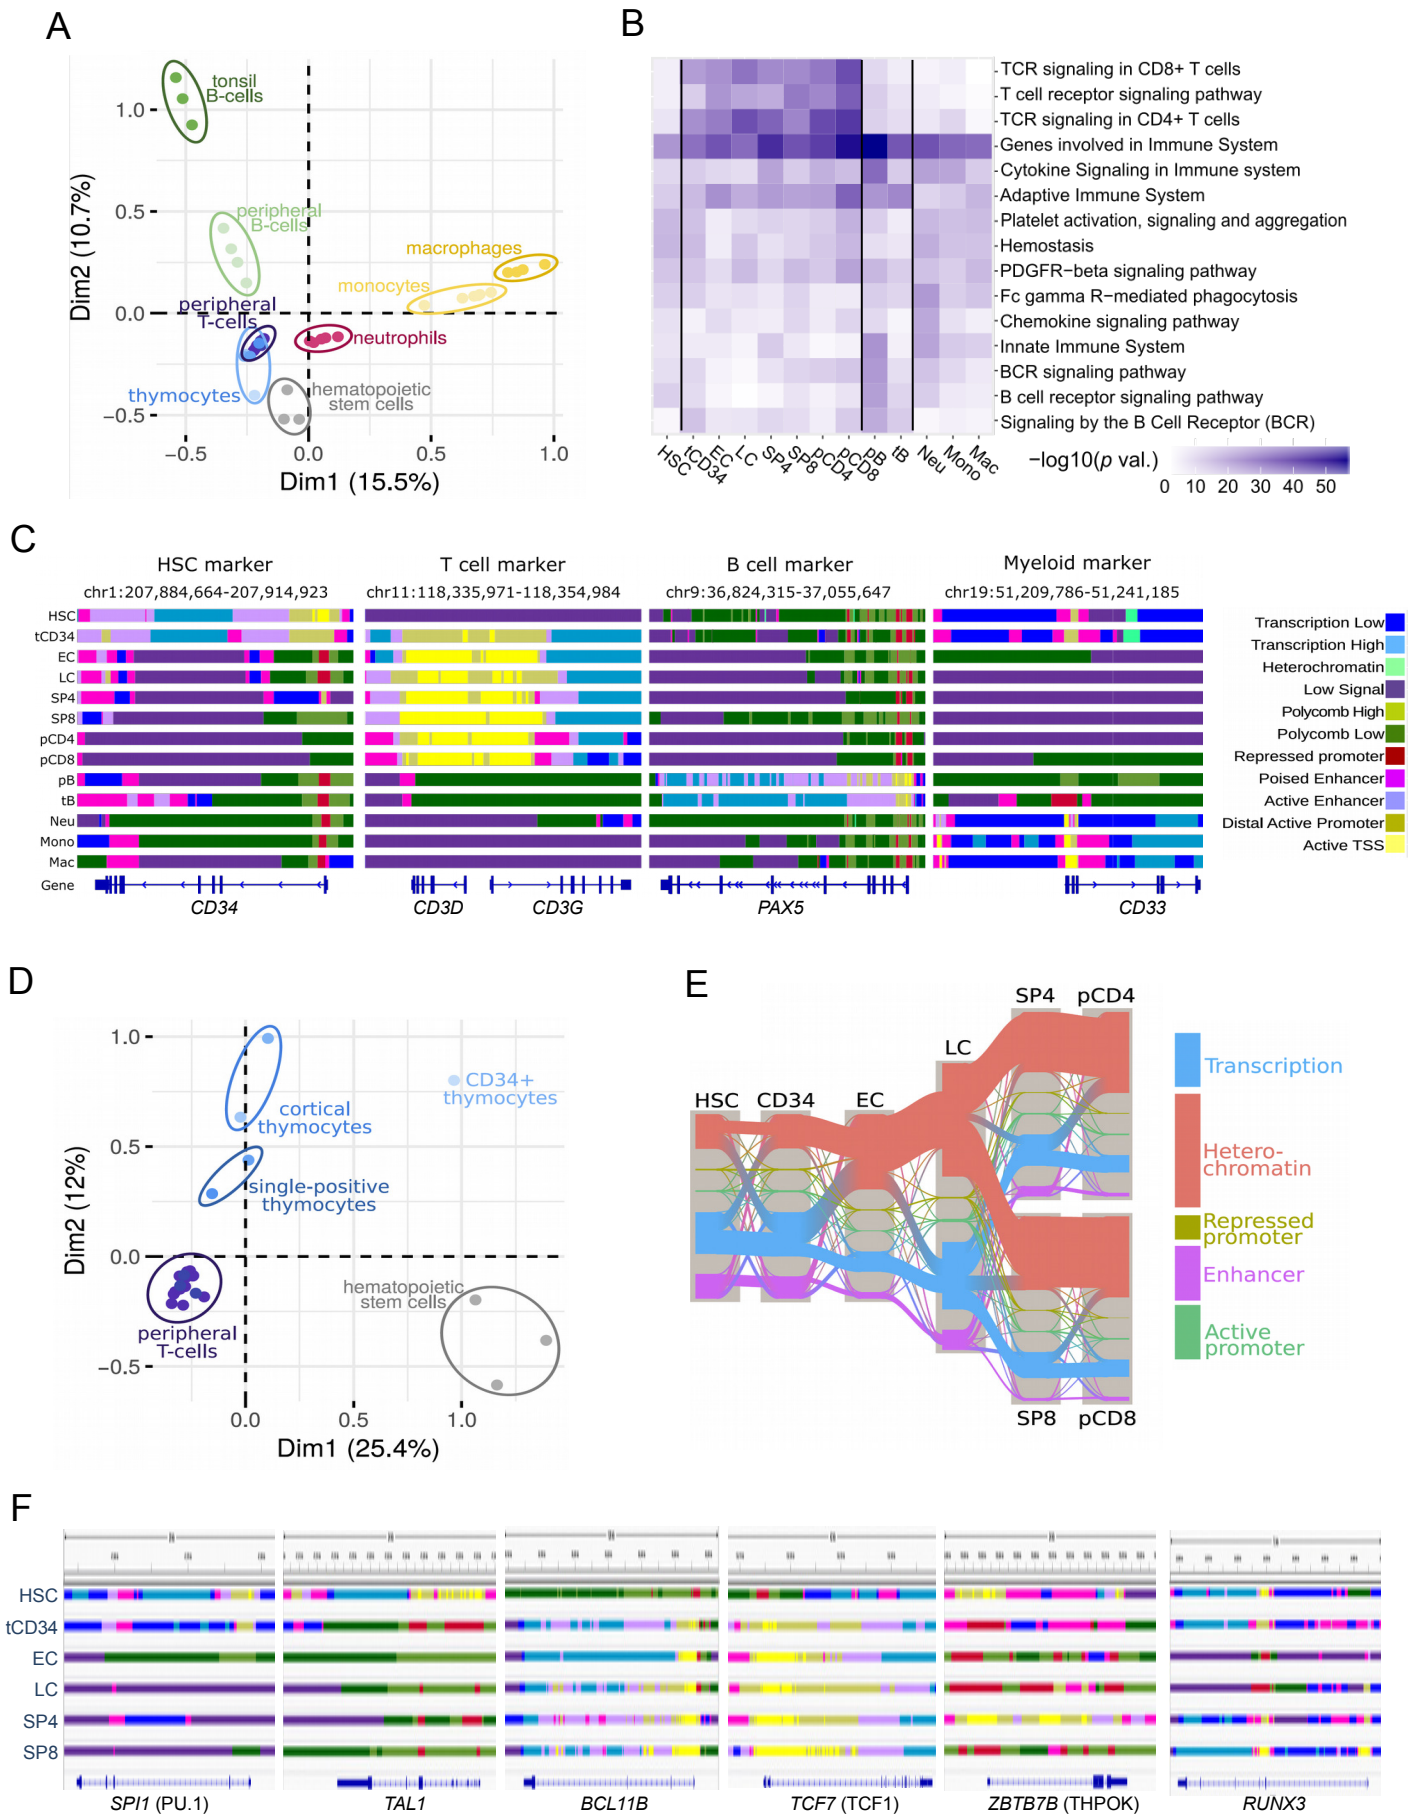 A
tonsil
B-cells
peripheral
B-cells
macrophages
monocytes
peripheral
T-cells
neutrophils
thymocytes
hematopoietic
stem cells
1.0
0.5
0.0
−0.5
−0.5
0.0
0.5
1.0
Dim1 (15.5%)
Dim2 (10.7%)
B
TCR signaling in CD8+ T cells
T cell receptor signaling pathway
TCR signaling in CD4+ T cells
Genes involved in Immune System
Cytokine Signaling in Immune system
Adaptive Immune System
Platelet activation, signaling and aggregation
Hemostasis
PDGFR−beta signaling pathway
Fc gamma R−mediated phagocytosis
Chemokine signaling pathway
Innate Immune System
BCR signaling pathway
B cell receptor signaling pathway
Signaling by the B Cell Receptor (BCR)
HSC
tCD34
EC
LC
SP4
SP8
pCD4
pCD8
pB
tB
Neu
Mono
Mac
−log10(p val.)
0 10 20 30 40 50
C
HSC marker
T cell marker
B cell marker
Myeloid marker
chr1:207,884,664-207,914,923
chr11:118,335,971-118,354,984
chr9:36,824,315-37,055,647
chr19:51,209,786-51,241,185
HSC
tCD34
EC
LC
SP4
SP8
pCD4
pCD8
pB
tB
Neu
Mono
Mac
Gene
CD34
CD3D
CD3G
PAX5
CD33
Transcription Low
Transcription High
Heterochromatin
Low Signal
Polycomb High
Polycomb Low
Repressed promoter
Poised Enhancer
Active Enhancer
Distal Active Promoter
Active TSS
D
CD34+
thymocytes
cortical
thymocytes
single-positive
thymocytes
hematopoietic
stem cells
peripheral
T-cells
1.0
0.5
0.0
−0.5
0.0
0.5
1.0
Dim1 (25.4%)
Dim2 (12%)
E
SP4
pCD4
LC
HSC
CD34
EC
SP8
pCD8
Transcription
Hetero-
chromatin
Repressed
promoter
Enhancer
Active
promoter
F
HSC
tCD34
EC
LC
SP4
SP8
SPI1 (PU.1)
TAL1
BCL11B
TCF7 (TCF1)
ZBTB7B (THPOK)
RUNX3